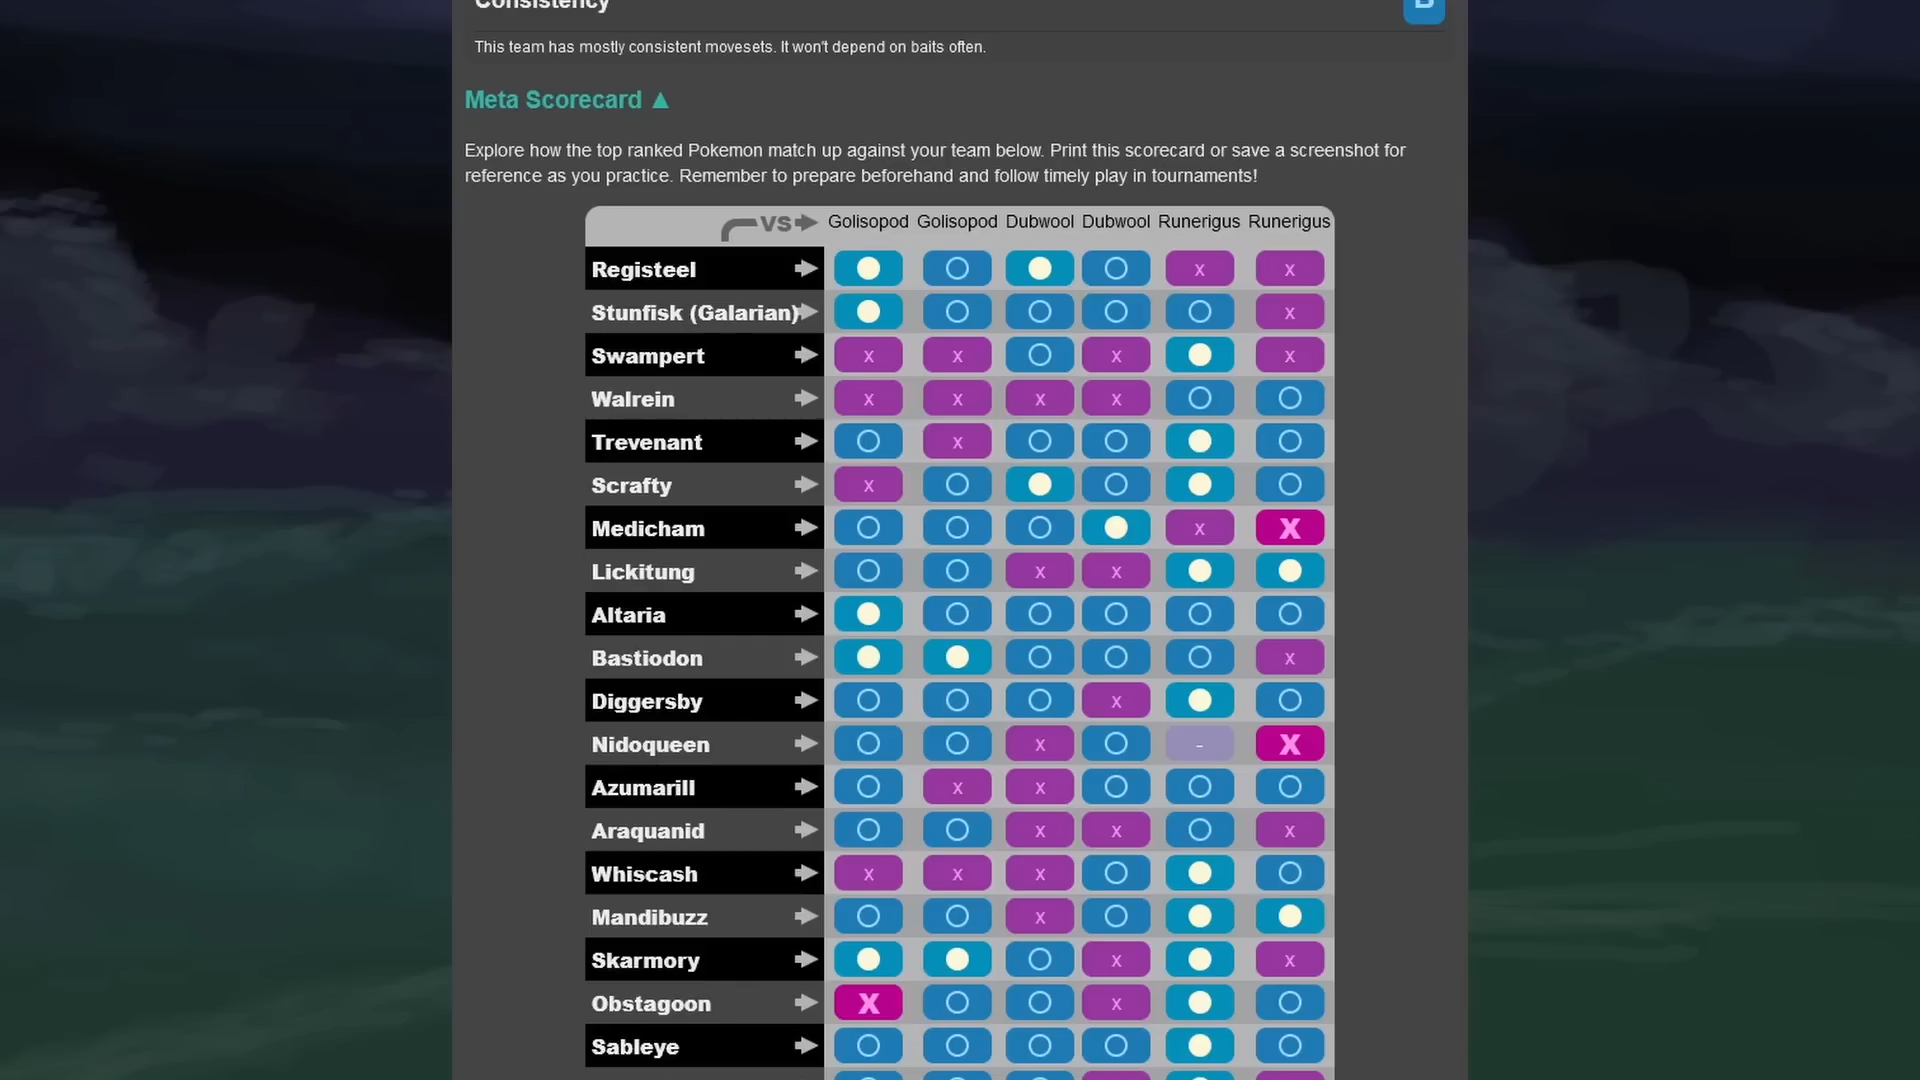 Consistency B
This team has mostly consistent movesets. It won't depend on baits often.
Meta Scorecard ▲
Explore how the top ranked Pokemon match up against your team below. Print this scorecard or save a screenshot for
reference as you practice. Remember to prepare beforehand and follow timely play in tournaments!
VS Golisopod Golisopod Dubwool Dubwool Runerigus Runerigus
Registeel x x
Stunfisk (Galarian) x
Swampert x x x x
Walrein x x x x
Trevenant x
Scrafty x
Medicham x X
Lickitung x x
Altaria
Bastiodon x
Diggersby x
Nidoqueen x - X
Azumarill x x
Araquanid x x x
Whiscash x x x
Mandibuzz x
Skarmory x x
Obstagoon X x
Sableye